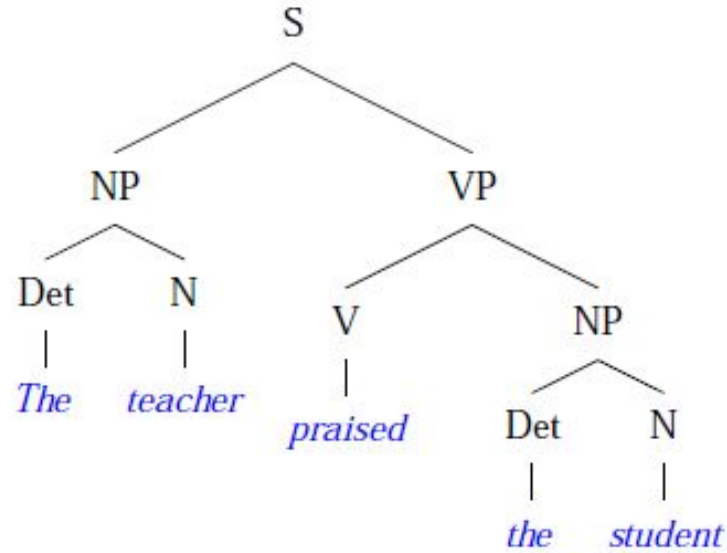 S
NP VP
Det N V NP
The teacher praised Det N
the student